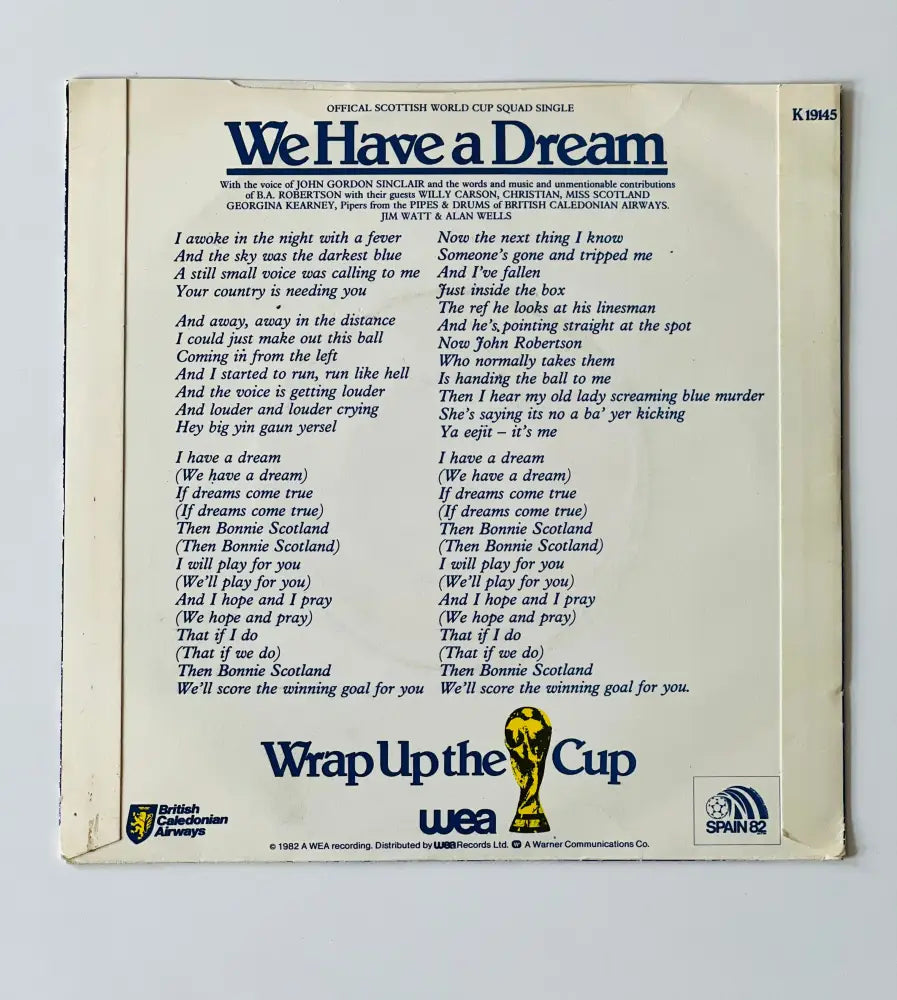 OFFICAL SCOTTISH WORLD CUP SQUAD SINGLE
K 19145
We Have a Dream
With the voice of JOHN GORDON SINCLAIR and the words and music and unmentionable contributions
of B.A. ROBERTSON with their guests WILLY CARSON, CHRISTIAN, MISS SCOTLAND
GEORGINA KEARNEY, Pipers from the PIPES & DRUMS of BRITISH CALEDONIAN AIRWAYS.
JIM WATT & ALAN WELLS
I awoke in the night with a fever
And the sky was the darkest blue
A still small voice was calling to me
Your country is needing you
And away, away in the distance
I could just make out this ball
Coming in from the left
And I started to run, run like hell
And the voice is getting louder
And louder and louder crying
Hey big yin gaun yersel
I have a dream
(We have a dream)
If dreams come true
(If dreams come true)
Then Bonnie Scotland
(Then Bonnie Scotland)
I will play for you
(We'll play for you)
And I hope and I pray
(We hope and pray)
That if I do
(That if we do)
Then Bonnie Scotland
We'll score the winning goal for you
Now the next thing I know
Someone's gone and tripped me
And I've fallen
Just inside the box
The ref he looks at his linesman
And he's pointing straight at the spot
Now John Robertson
Who normally takes them
Is handing the ball to me
Then I hear my old lady screaming blue murder
She's saying its no a ba' yer kicking
Ya eejit – it's me
I have a dream
(We have a dream)
If dreams come true
(If dreams come true)
Then Bonnie Scotland
(Then Bonnie Scotland)
I will play for you
(We'll play for you)
And I hope and I pray
(We hope and pray)
That if I do
(That if we do)
Then Bonnie Scotland
We'll score the winning goal for you.
Wrap Up the Cup
British
Caledonian
Airways
wea
SPAIN 82
© 1982 A WEA recording. Distributed by wea Records Ltd. A Warner Communications Co.